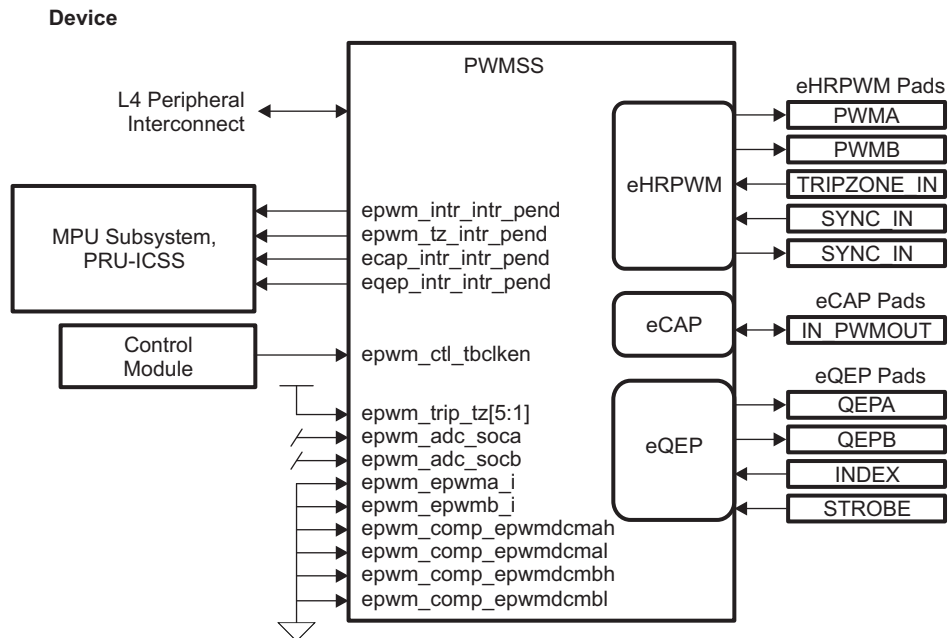 Device
PWMSS
L4 Peripheral
Interconnect
MPU Subsystem,
PRU-ICSS
epwm_intr_intr_pend
epwm_tz_intr_pend
ecap_intr_intr_pend
eqep_intr_intr_pend
Control
Module
epwm_ctl_tbclken
epwm_trip_tz[5:1]
epwm_adc_soca
epwm_adc_socb
epwm_epwma_i
epwm_epwmb_i
epwm_comp_epwmdcmah
epwm_comp_epwmdcmal
epwm_comp_epwmdcmbh
epwm_comp_epwmdcmbl
eHRPWM
eHRPWM Pads
PWMA
PWMB
TRIPZONE_IN
SYNC_IN
SYNC_IN
eCAP
eCAP Pads
IN_PWMOUT
eQEP
eQEP Pads
QEPA
QEPB
INDEX
STROBE